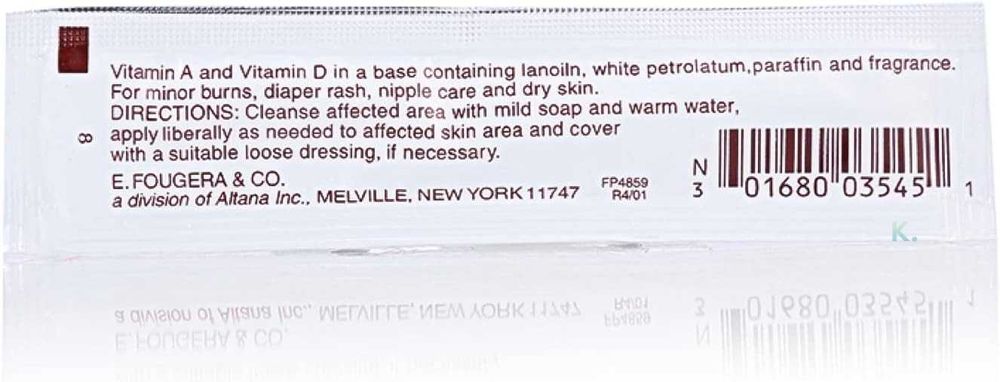 Vitamin A and Vitamin D in a base containing lanoiln, white petrolatum,paraffin and fragrance.
For minor burns, diaper rash, nipple care and dry skin.
DIRECTIONS: Cleanse affected area with mild soap and warm water,
apply liberally as needed to affected skin area and cover
with a suitable loose dressing, if necessary.
8
E. FOUGERA & CO.
a division of Altana Inc., MELVILLE, NEW YORK 11747
FP4859
R4/01
N
3 01680 03545 1
K.